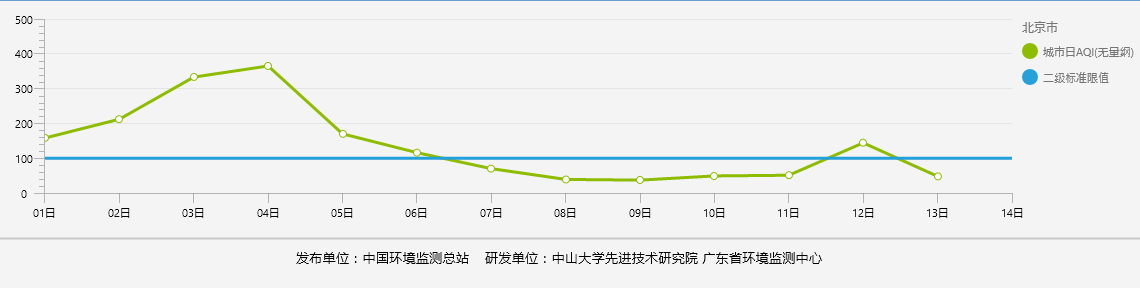 500
400
300
200
100
0
01日 02日 03日 04日 05日 06日 07日 08日 09日 10日 11日 12日 13日 14日
北京市
城市日AQI(无量纲)
二级标准限值
发布单位：中国环境监测总站 研发单位：中山大学先进技术研究院 广东省环境监测中心